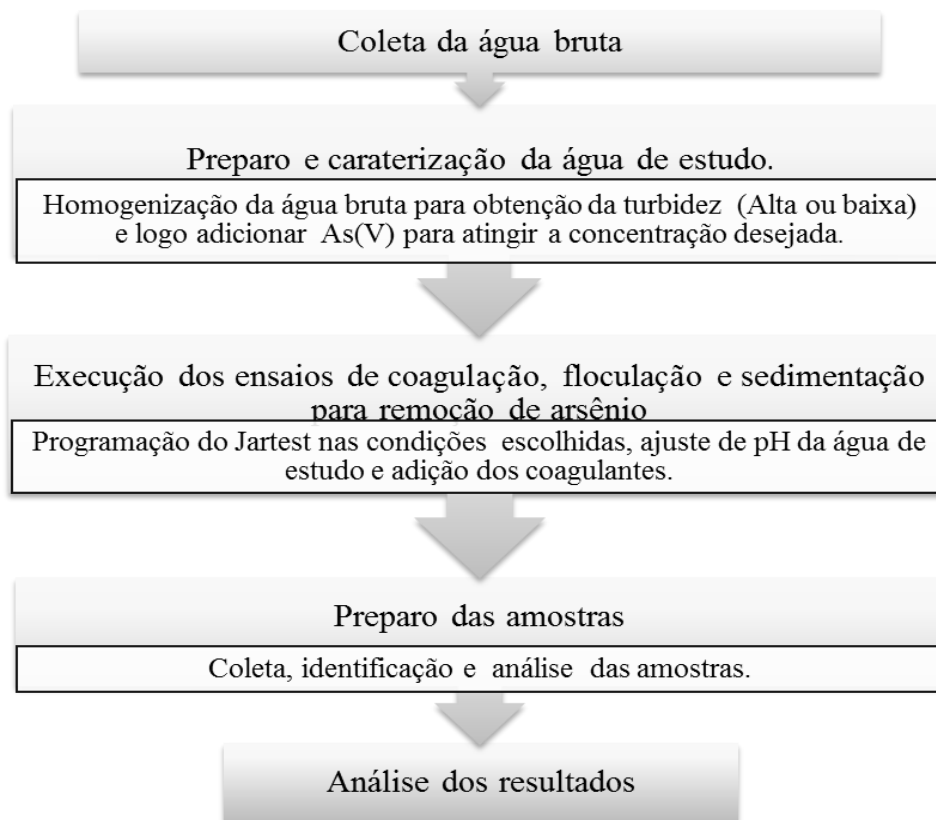 Coleta da água bruta
Preparo e caraterização da água de estudo.
Homogenização da água bruta para obtenção da turbidez (Alta ou baixa)
e logo adicionar As(V) para atingir a concentração desejada.
Execução dos ensaios de coagulação, floculação e sedimentação
para remoção de arsênio
Programação do Jartest nas condições escolhidas, ajuste de pH da água de
estudo e adição dos coagulantes.
Preparo das amostras
Coleta, identificação e análise das amostras.
Análise dos resultados